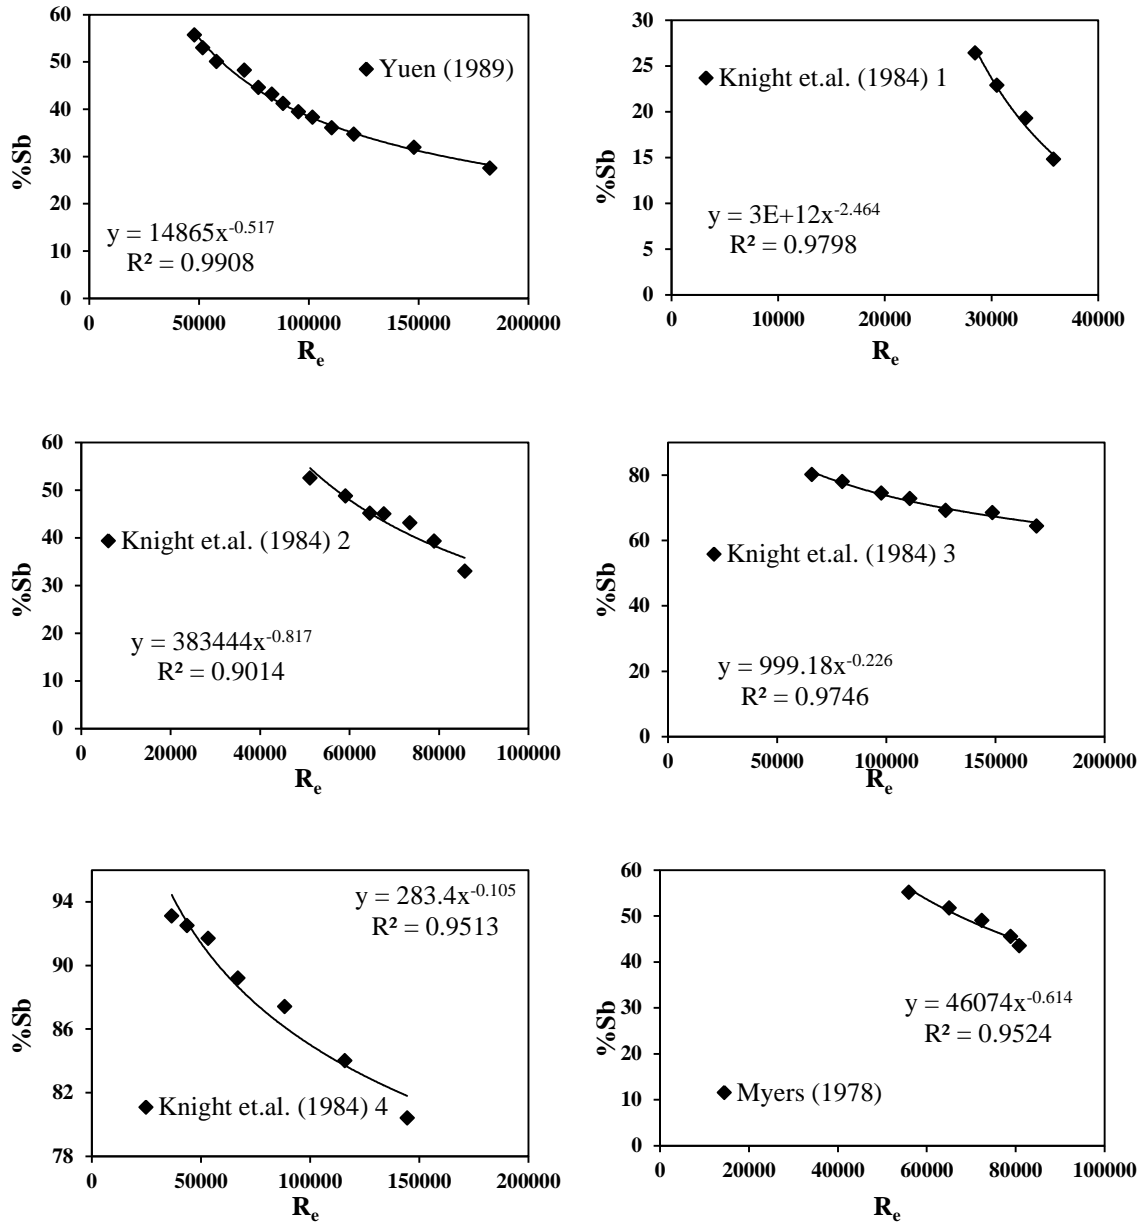 60
50
40
30
20
10
0
%Sb
Yuen (1989)
y = 14865x^-0.517
R² = 0.9908
0 50000 100000 150000 200000
Re
30
25
20
15
10
5
0
%Sb
Knight et.al. (1984) 1
y = 3E+12x^-2.464
R² = 0.9798
0 10000 20000 30000 40000
Re
60
50
40
30
20
10
0
%Sb
Knight et.al. (1984) 2
y = 383444x^-0.817
R² = 0.9014
0 20000 40000 60000 80000 100000
Re
80
60
40
20
0
%Sb
Knight et.al. (1984) 3
y = 999.18x^-0.226
R² = 0.9746
0 50000 100000 150000 200000
Re
94
90
86
82
78
%Sb
y = 283.4x^-0.105
R² = 0.9513
Knight et.al. (1984) 4
0 50000 100000 150000 200000
Re
60
50
40
30
20
10
0
%Sb
y = 46074x^-0.614
R² = 0.9524
Myers (1978)
0 20000 40000 60000 80000 100000
Re